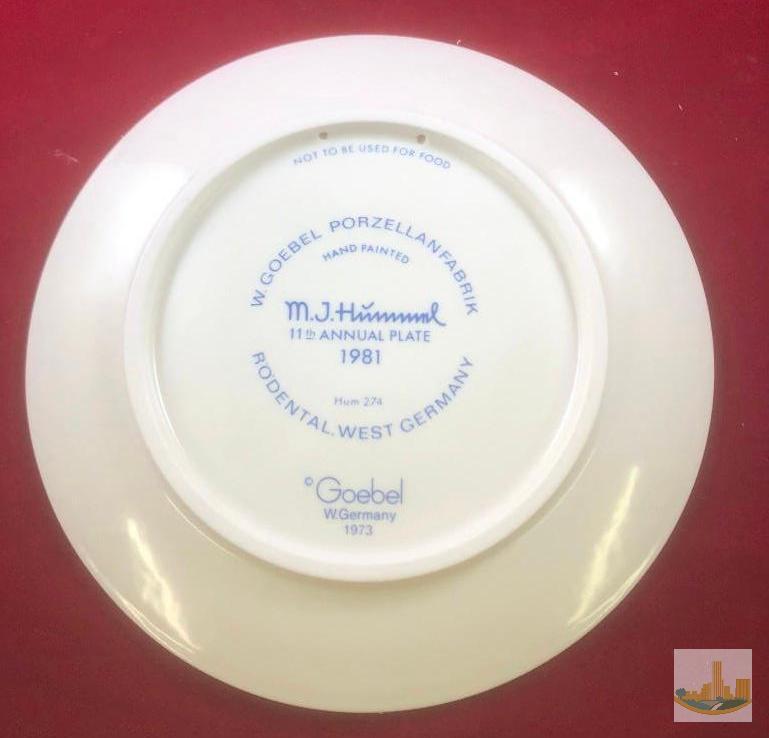 NOT TO BE USED FOR FOOD
W. GOEBEL PORZELLANFABRIK
HAND PAINTED
M.J.Hummel
11th ANNUAL PLATE
1981
Hum 274
RÖDENTAL. WEST GERMANY
© Goebel
W.Germany
1973